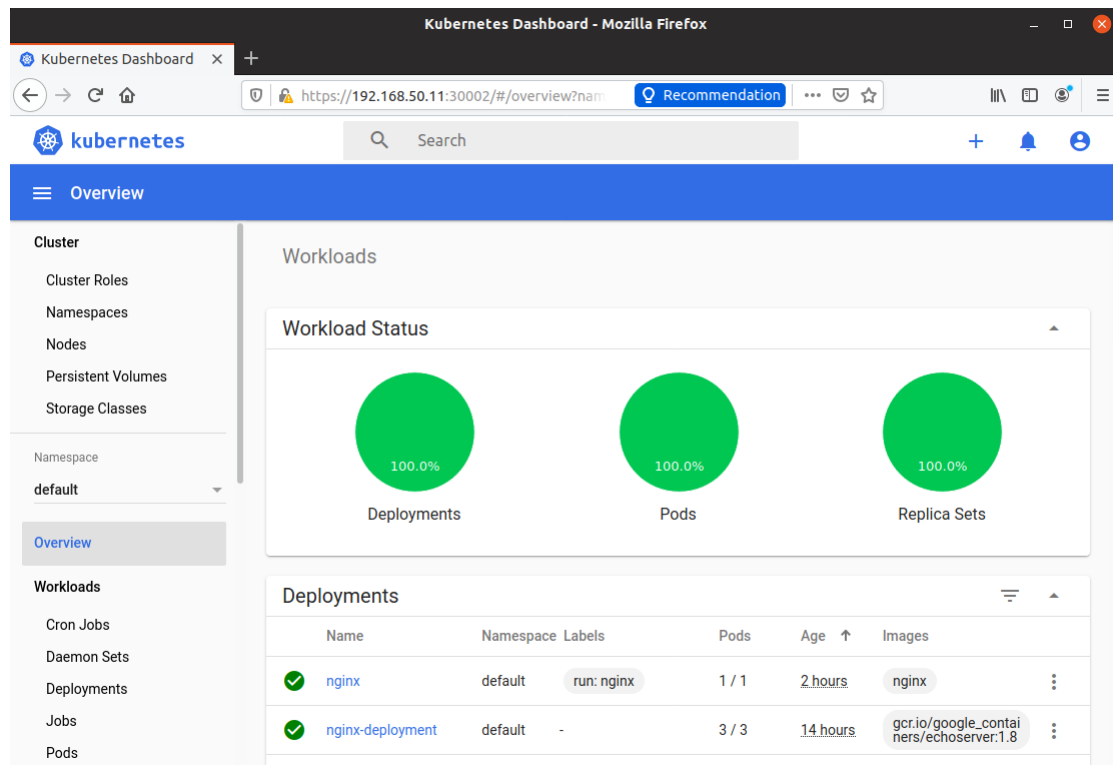 Kubernetes Dashboard - Mozilla Firefox
Kubernetes Dashboard
https://192.168.50.11:30002/#/overview?nam
Recommendation
kubernetes
Search
Overview
Cluster
Cluster Roles
Namespaces
Nodes
Persistent Volumes
Storage Classes
Namespace
default
Overview
Workloads
Cron Jobs
Daemon Sets
Deployments
Jobs
Pods
Workloads
Workload Status
100.0% 100.0% 100.0%
Deployments Pods Replica Sets
Deployments
Name Namespace Labels Pods Age Images
nginx default run: nginx 1 / 1 2 hours nginx
nginx-deployment default - 3 / 3 14 hours gcr.io/google_contai
ners/echoserver:1.8